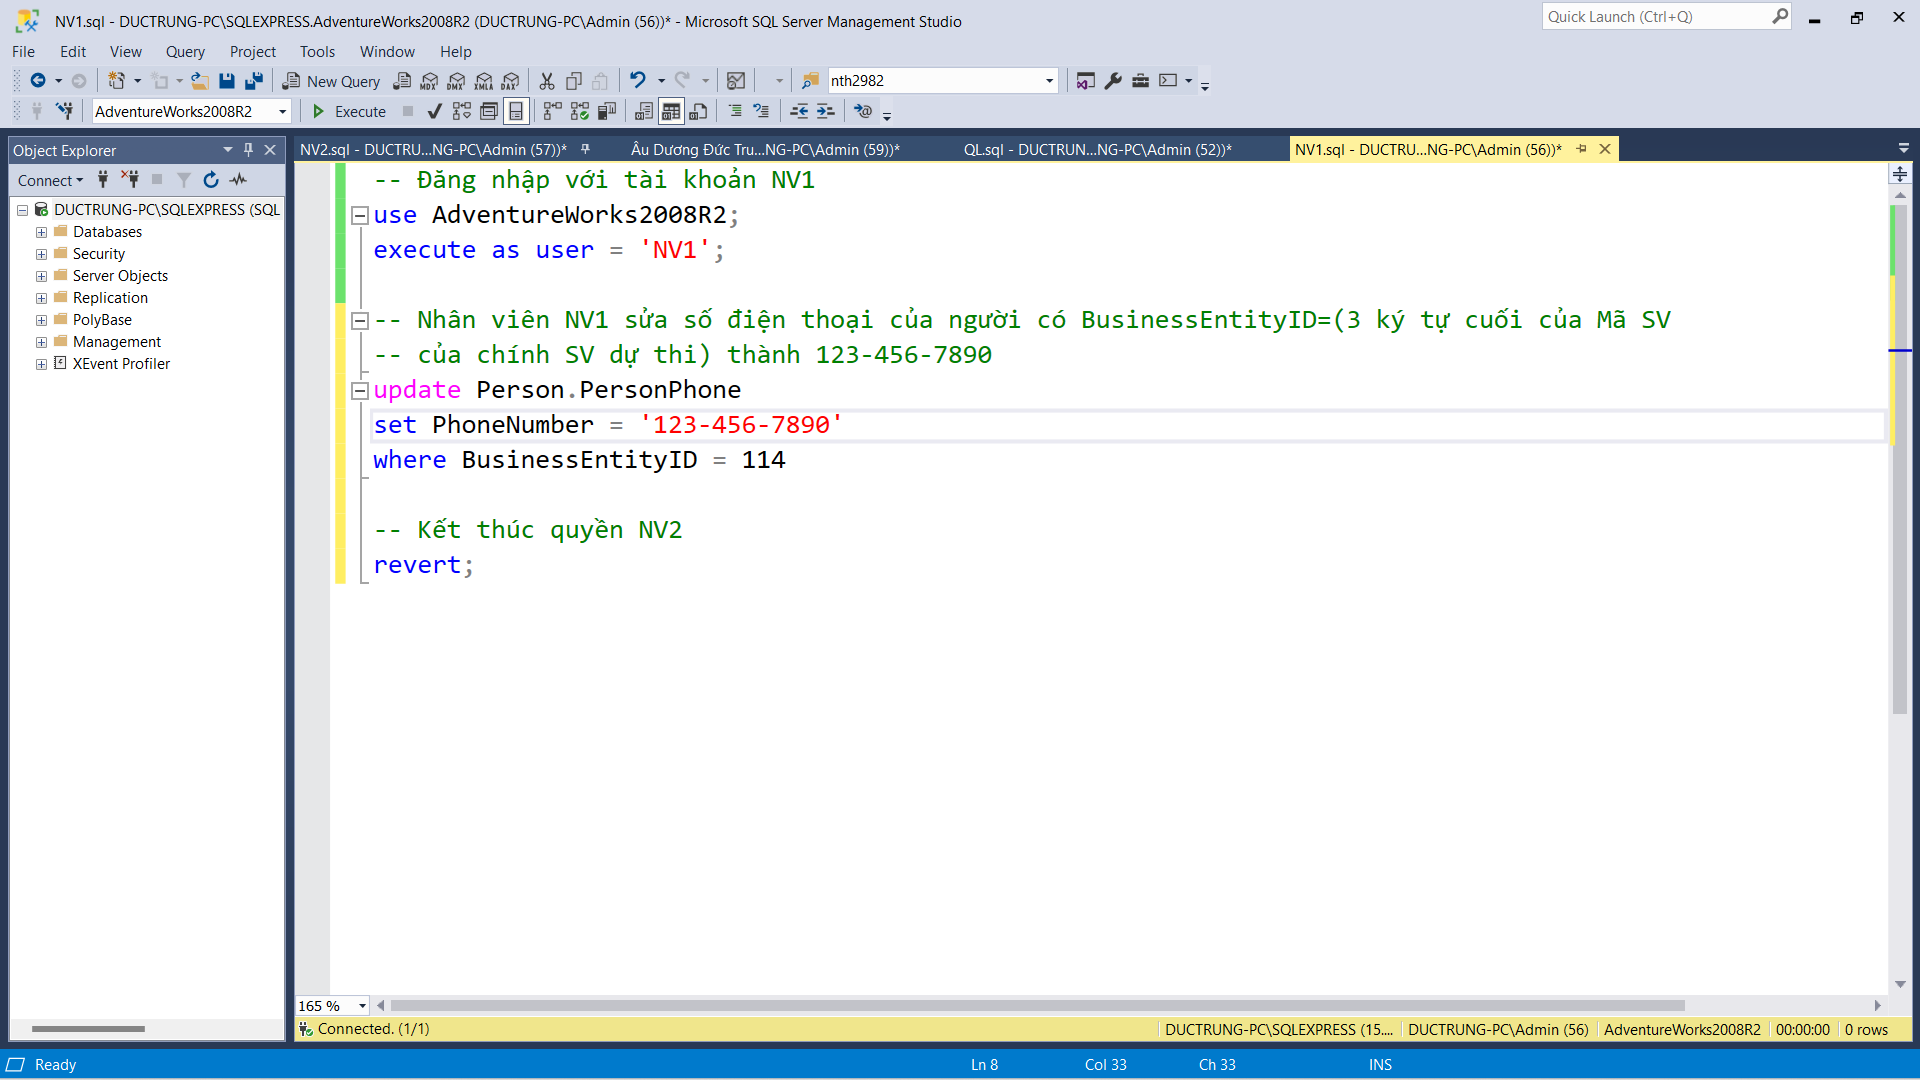 NV1.sql - DUCTRUNG-PC\SQLEXPRESS.AdventureWorks2008R2 (DUCTRUNG-PC\Admin (56))* - Microsoft SQL Server Management Studio
Quick Launch (Ctrl+Q)
File Edit View Query Project Tools Window Help
New Query MDX DMX XMLA DAX nth2982
AdventureWorks2008R2 Execute
Object Explorer
Connect
DUCTRUNG-PC\SQLEXPRESS (SQL
Databases
Security
Server Objects
Replication
PolyBase
Management
XEvent Profiler
NV2.sql - DUCTRU...NG-PC\Admin (57))* Âu Dương Đức Tru...NG-PC\Admin (59))* QL.sql - DUCTRUN...NG-PC\Admin (52))* NV1.sql - DUCTRU...NG-PC\Admin (56))*
-- Đăng nhập với tài khoản NV1
use AdventureWorks2008R2;
execute as user = 'NV1';
-- Nhân viên NV1 sửa số điện thoại của người có BusinessEntityID=(3 ký tự cuối của Mã SV
-- của chính SV dự thi) thành 123-456-7890
update Person.PersonPhone
set PhoneNumber = '123-456-7890'
where BusinessEntityID = 114
-- Kết thúc quyền NV2
revert;
165 %
Connected. (1/1) DUCTRUNG-PC\SQLEXPRESS (15.... DUCTRUNG-PC\Admin (56) AdventureWorks2008R2 00:00:00 0 rows
Ready Ln 8 Col 33 Ch 33 INS